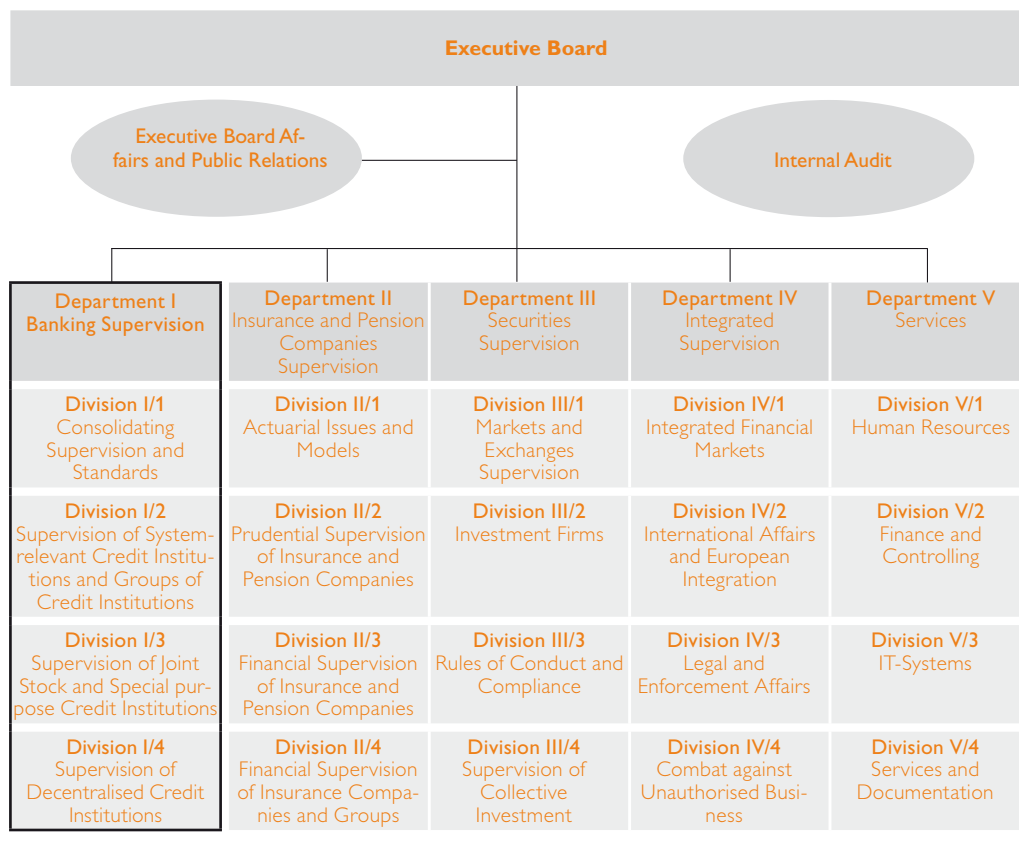 Executive Board
Executive Board Af-
fairs and Public Relations
Internal Audit
Department I
Banking Supervision
Department II
Insurance and Pension
Companies
Supervision
Department III
Securities
Supervision
Department IV
Integrated
Supervision
Department V
Services
Division I/1
Consolidating
Supervision and
Standards
Division II/1
Actuarial Issues and
Models
Division III/1
Markets and
Exchanges
Supervision
Division IV/1
Integrated Financial
Markets
Division V/1
Human Resources
Division I/2
Supervision of System-
relevant Credit Institu-
tions and Groups of
Credit Institutions
Division II/2
Prudential Supervision
of Insurance and
Pension Companies
Division III/2
Investment Firms
Division IV/2
International Affairs
and European
Integration
Division V/2
Finance and
Controlling
Division I/3
Supervision of Joint
Stock and Special pur-
pose Credit Institutions
Division II/3
Financial Supervision
of Insurance and
Pension Companies
Division III/3
Rules of Conduct and
Compliance
Division IV/3
Legal and
Enforcement Affairs
Division V/3
IT-Systems
Division I/4
Supervision of
Decentralised Credit
Institutions
Division II/4
Financial Supervision
of Insurance Compa-
nies and Groups
Division III/4
Supervision of
Collective
Investment
Division IV/4
Combat against
Unauthorised Busi-
ness
Division V/4
Services and
Documentation